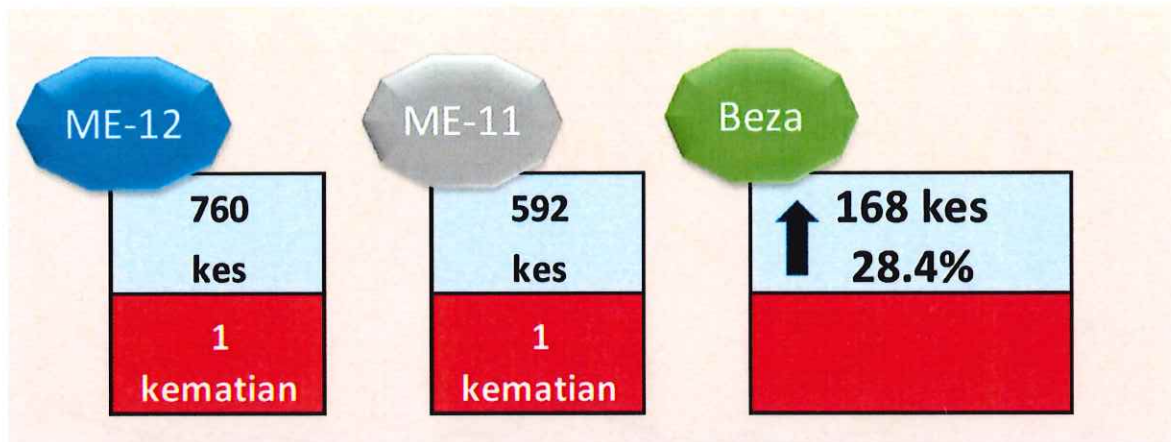 ME-12
760
kes
1
kematian
ME-11
592
kes
1
kematian
Beza
168 kes
28.4%